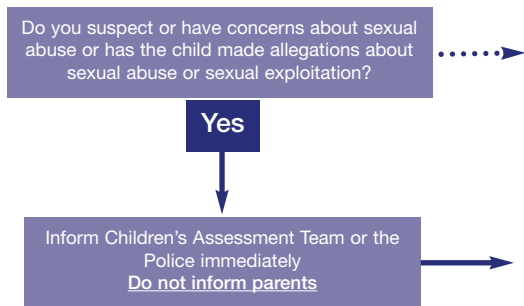 Do you suspect or have concerns about sexual
abuse or has the child made allegations about
sexual abuse or sexual exploitation?
Yes
Inform Children's Assessment Team or the
Police immediately
Do not inform parents